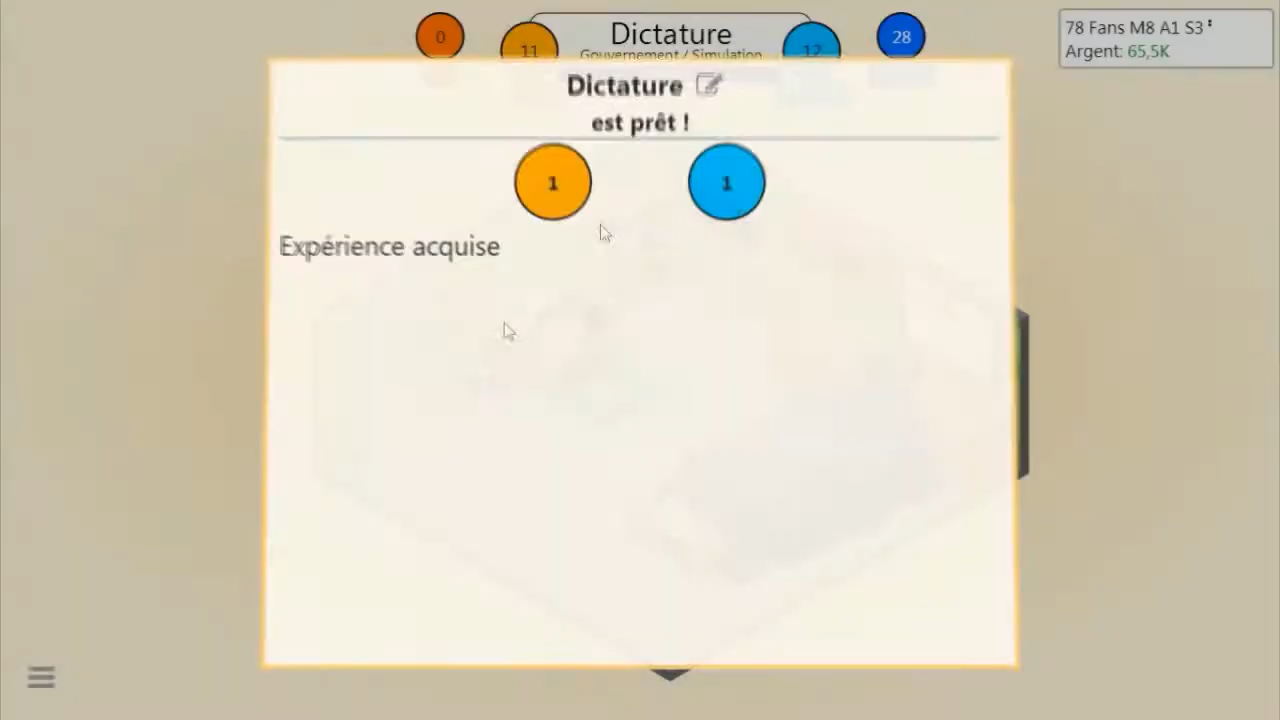 0
11
Dictature
Gouvernement / Simulation
12
28
78 Fans M8 A1 S3
Argent: 65,5K
Dictature
est prêt !
1
1
Expérience acquise